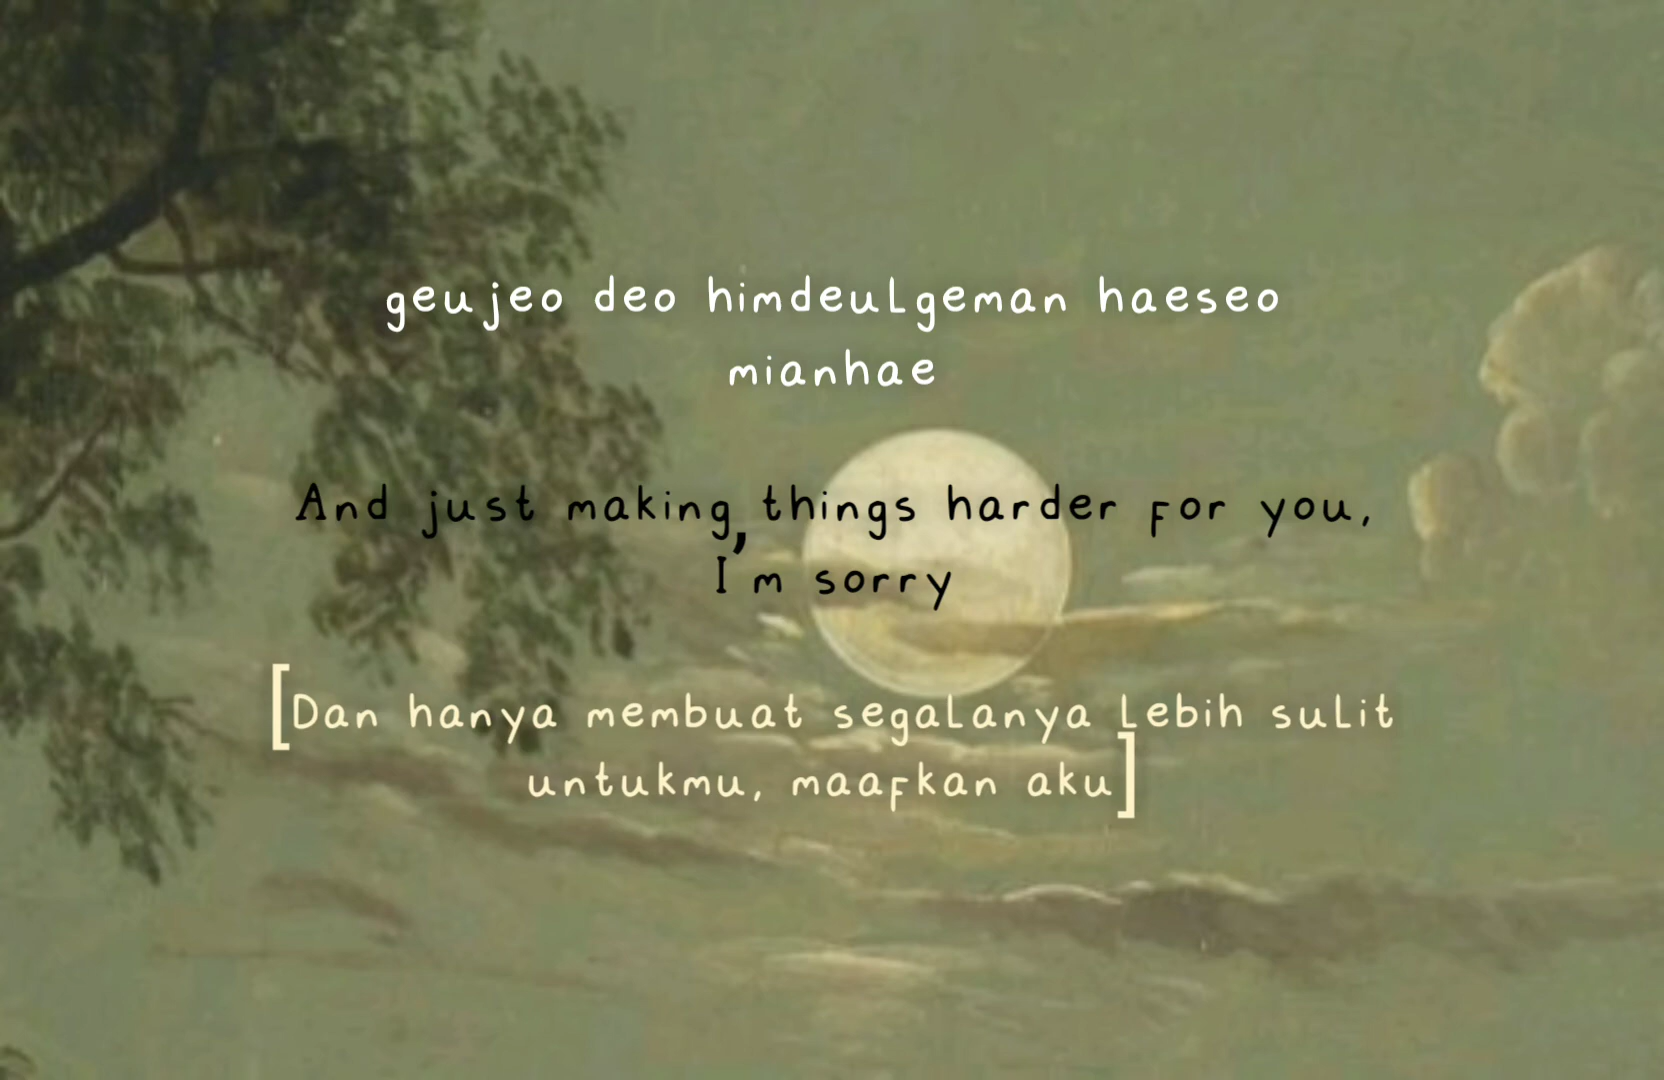 geujeo deo himdeulgeman haeseo
mianhae
And just making things harder for you,
I'm sorry
[Dan hanya membuat segalanya lebih sulit
untukmu, maafkan aku]